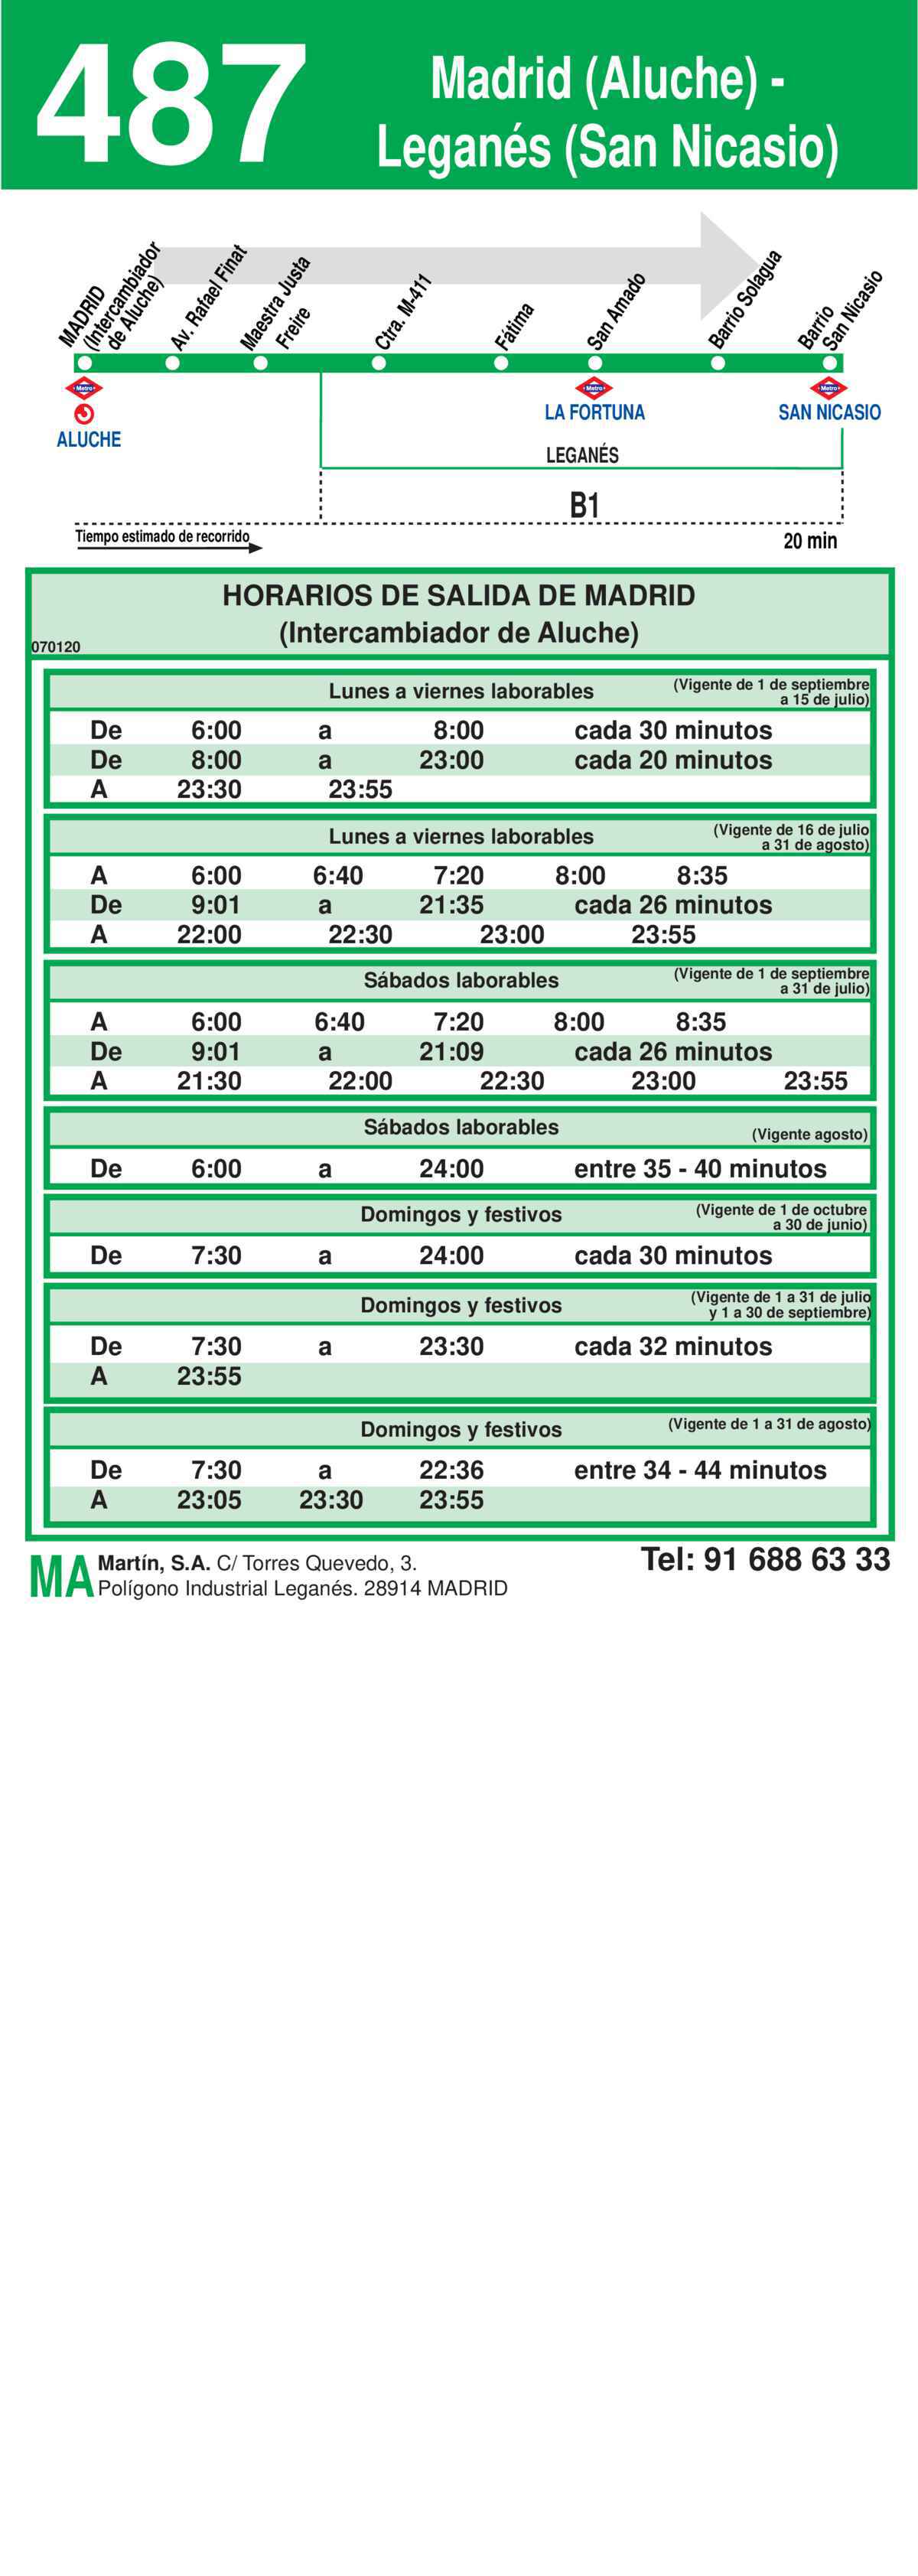 487
Madrid (Aluche) -
Leganés (San Nicasio)
MADRID
(Intercambiador
de Aluche)
Av. Rafael Finat
Maestra Justa
Freire
Ctra. M-411
Fátima
San Amado
Barrio Solagua
Barrio
San Nicasio
Metro
Metro
Metro
ALUCHE
LA FORTUNA
SAN NICASIO
LEGANÉS
B1
Tiempo estimado de recorrido
20 min
HORARIOS DE SALIDA DE MADRID
(Intercambiador de Aluche)
070120
Lunes a viernes laborables (Vigente de 1 de septiembre
a 15 de julio)
De 6:00 a 8:00 cada 30 minutos
De 8:00 a 23:00 cada 20 minutos
A 23:30 23:55
Lunes a viernes laborables (Vigente de 16 de julio
a 31 de agosto)
A 6:00 6:40 7:20 8:00 8:35
De 9:01 a 21:35 cada 26 minutos
A 22:00 22:30 23:00 23:55
Sábados laborables (Vigente de 1 de septiembre
a 31 de julio)
A 6:00 6:40 7:20 8:00 8:35
De 9:01 a 21:09 cada 26 minutos
A 21:30 22:00 22:30 23:00 23:55
Sábados laborables (Vigente agosto)
De 6:00 a 24:00 entre 35 - 40 minutos
Domingos y festivos (Vigente de 1 de octubre
a 30 de junio)
De 7:30 a 24:00 cada 30 minutos
Domingos y festivos (Vigente de 1 a 31 de julio
y 1 a 30 de septiembre)
De 7:30 a 23:30 cada 32 minutos
A 23:55
Domingos y festivos (Vigente de 1 a 31 de agosto)
De 7:30 a 22:36 entre 34 - 44 minutos
A 23:05 23:30 23:55
MA Martín, S.A. C/ Torres Quevedo, 3.
Polígono Industrial Leganés. 28914 MADRID
Tel: 91 688 63 33